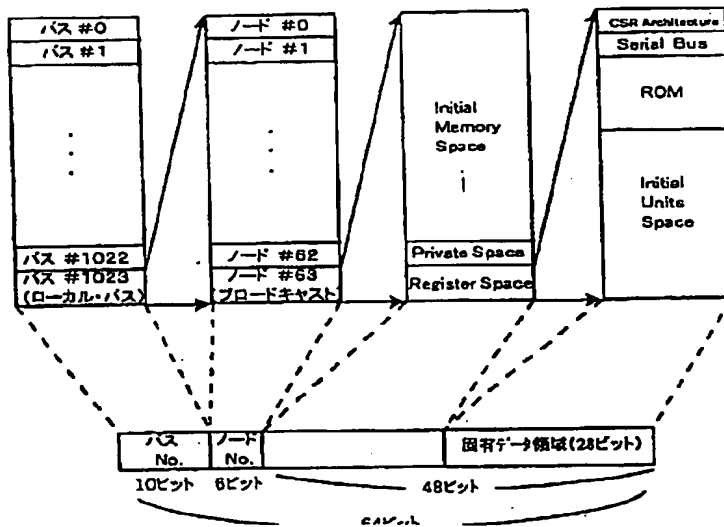 バス #0
バス #1
バス #1022
バス #1023
(ローカル・バス)
ノード #0
ノード #1
ノード #62
ノード #63
ブロードキャスト
Initial
Memory
Space
Private Space
Register Space
CSR Architecture
Serial Bus
ROM
Initial
Units
Space
バス
No.
ノード
No.
固有データ領域(28ビット)
10ビット
6ビット
48ビット
64ビット